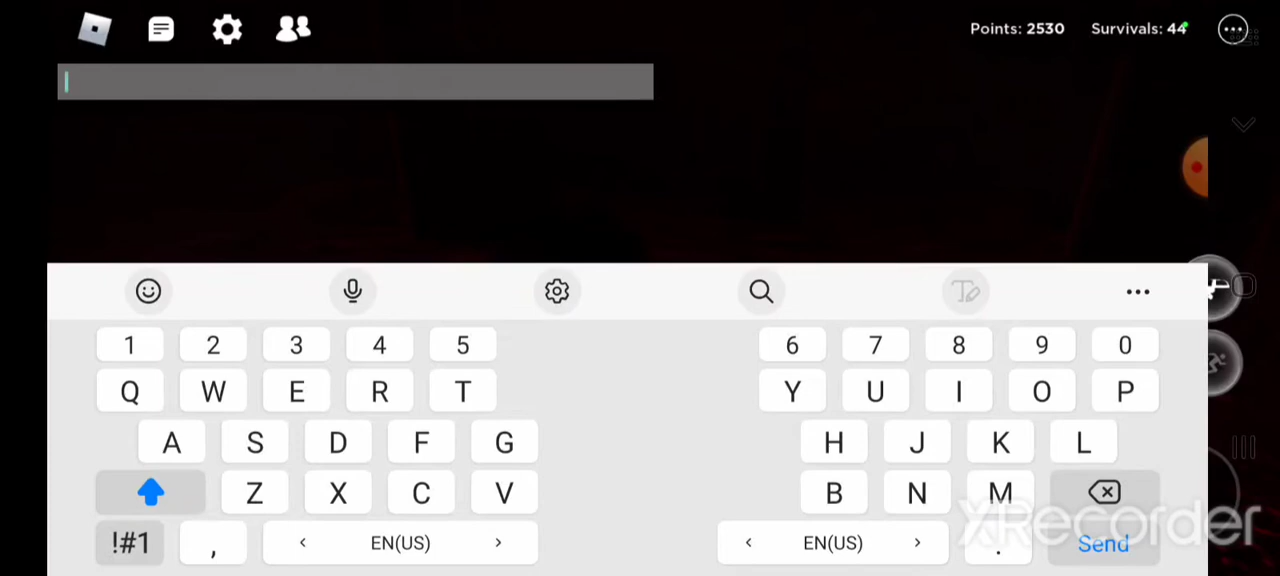 Points: 2530 Survivals: 44
1 2 3 4 5 6 7 8 9 0
Q W E R T Y U I O P
A S D F G H J K L
Z X C V B N M
!#1 , < EN(US) > < EN(US) > . Send
XRecorder